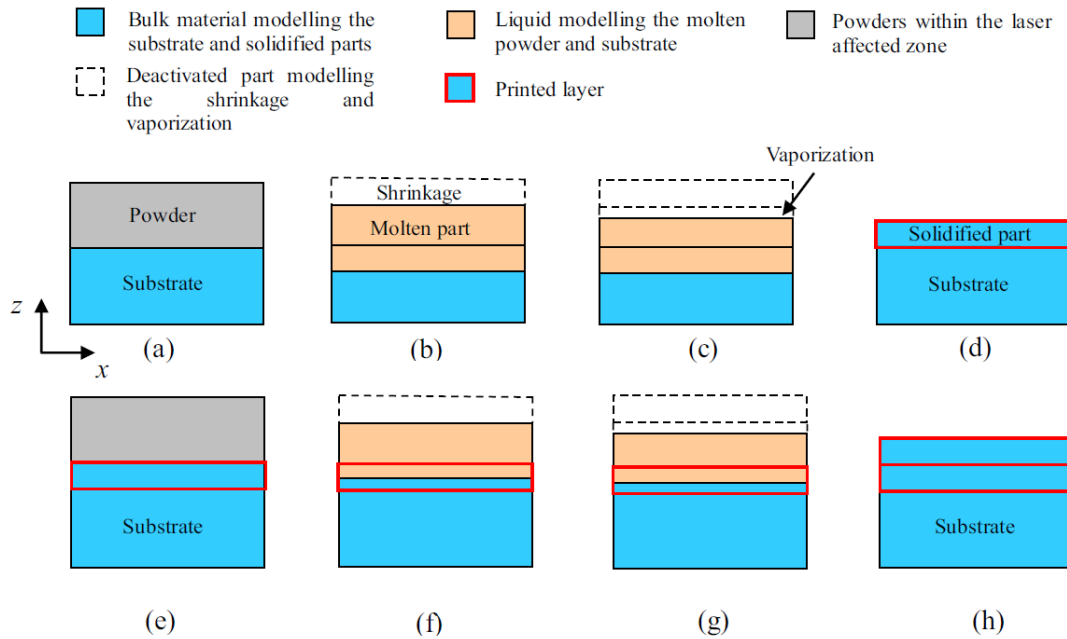 Bulk material modelling the
substrate and solidified parts
Liquid modelling the molten
powder and substrate
Powders within the laser
affected zone
Deactivated part modelling
the shrinkage and
vaporization
Printed layer
Vaporization
Powder
Substrate
Shrinkage
Molten part
Solidified part
Substrate
z
x
(a)
(b)
(c)
(d)
Substrate
Substrate
(e)
(f)
(g)
(h)